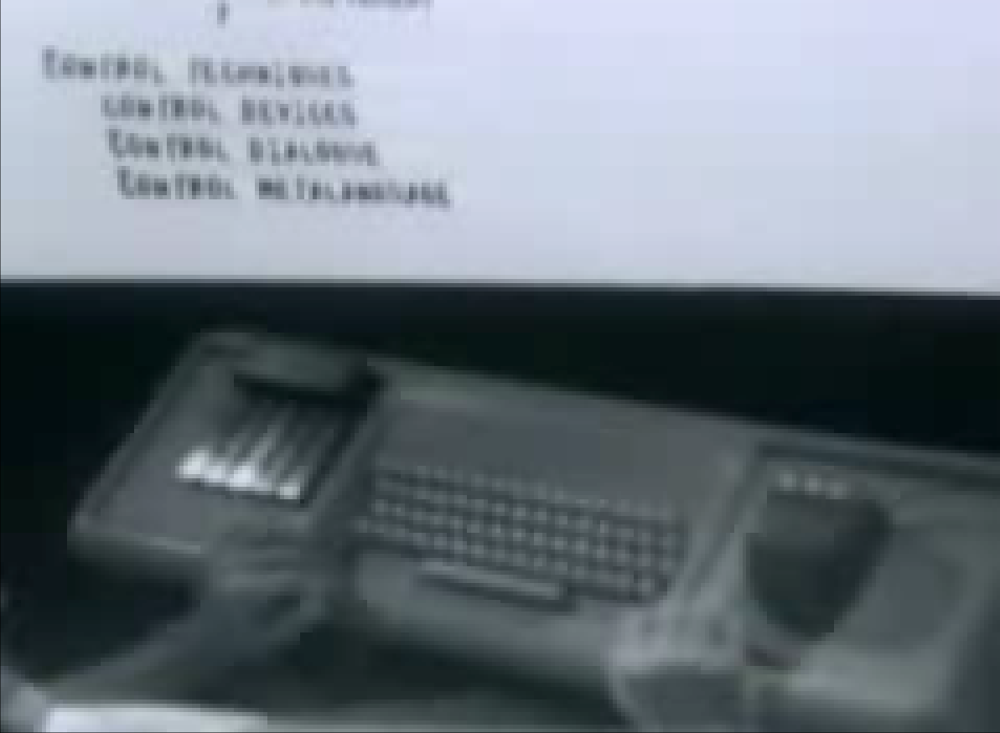 CONTROL TECHNIQUES
CONTROL DEVICES
CONTROL DIALOGUE
CONTROL METALANGUAGE